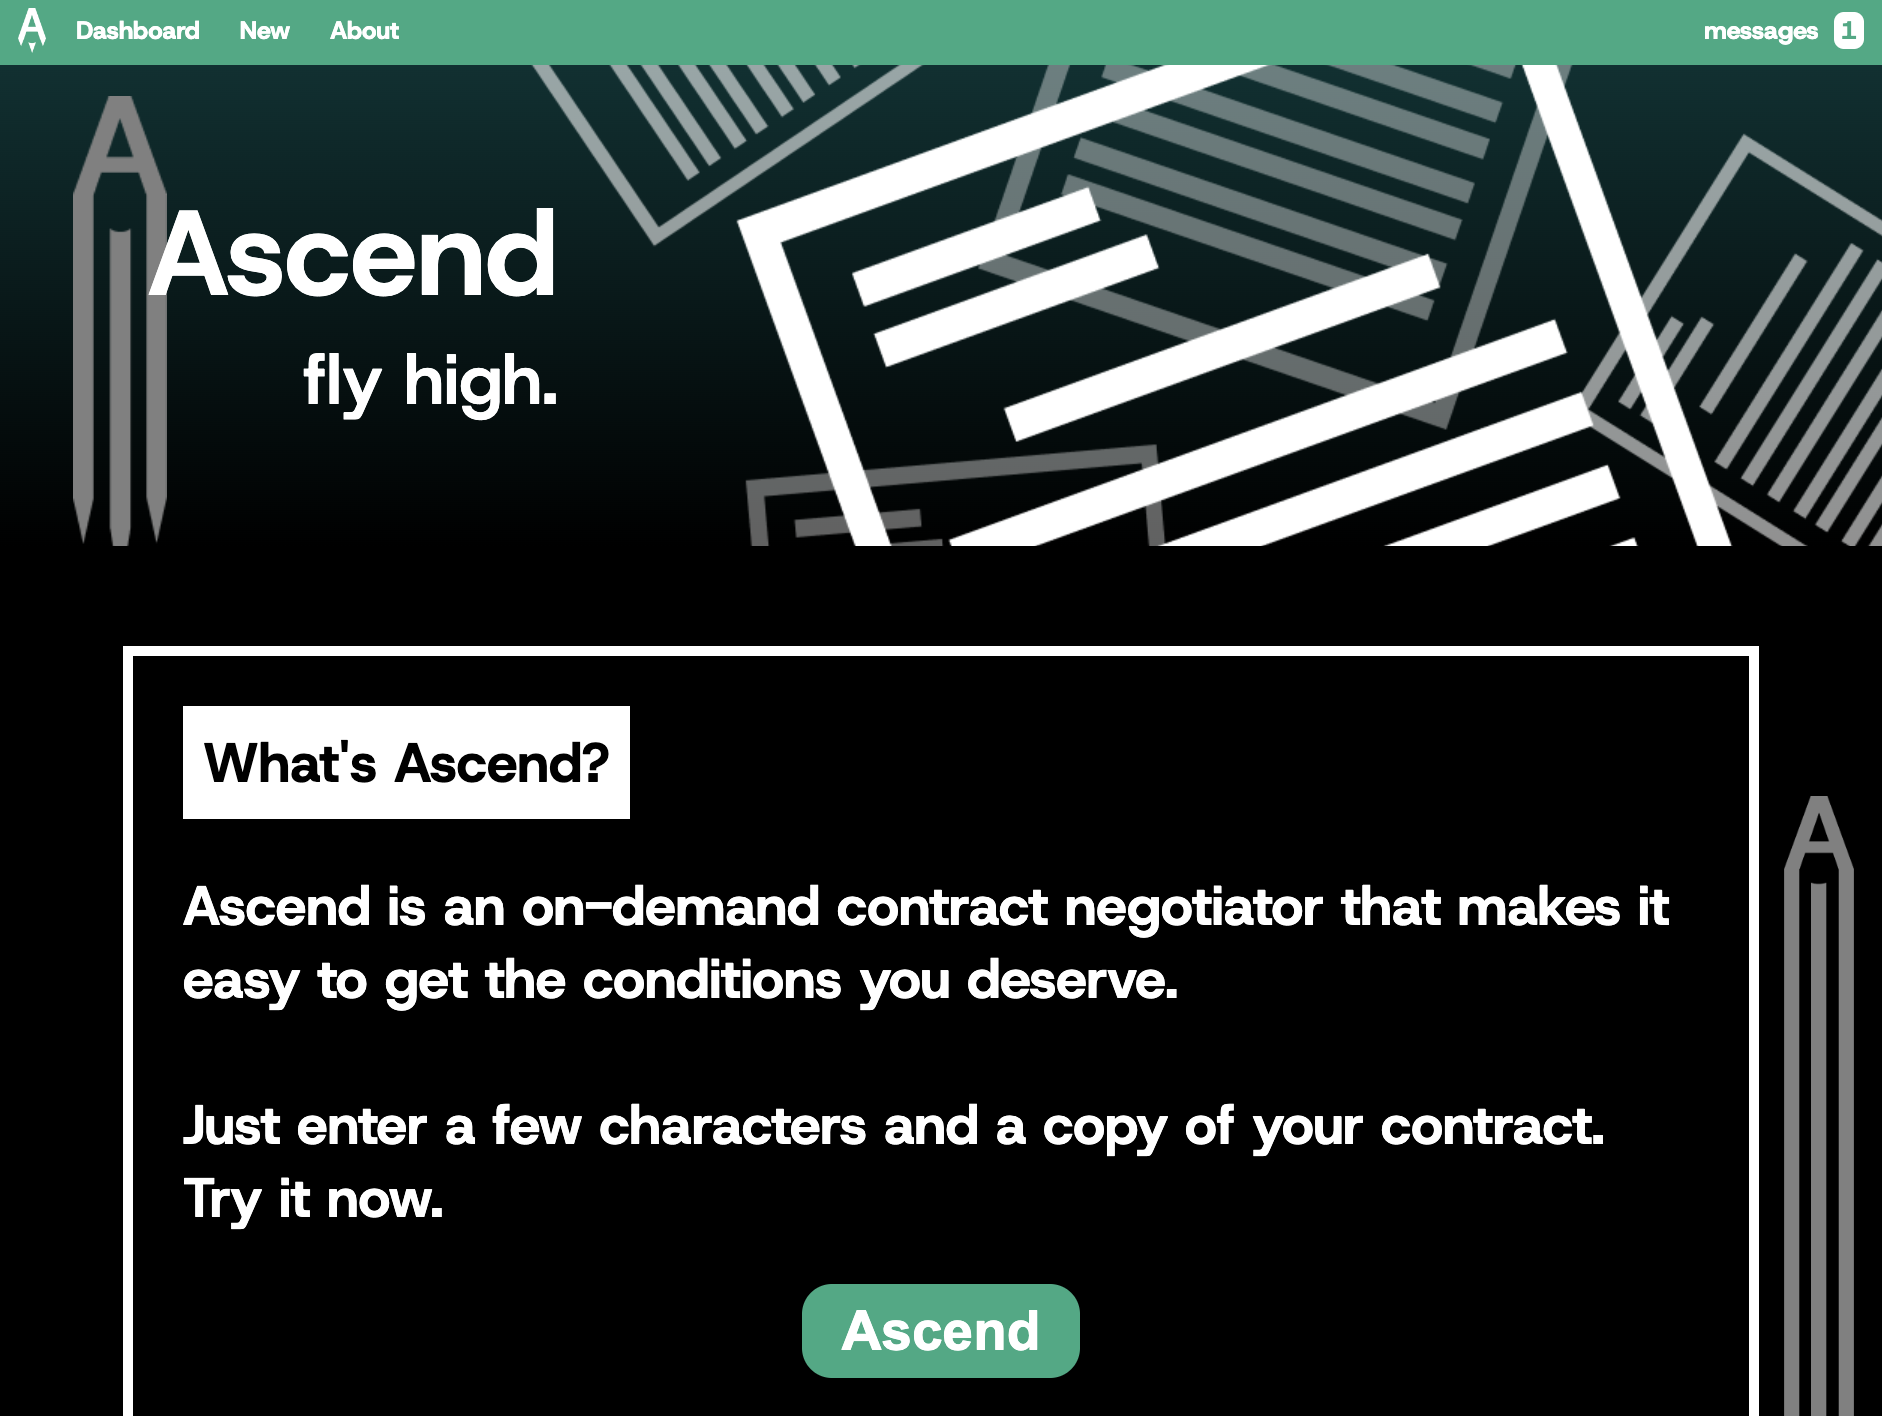 A Dashboard New About messages 1
A
Ascend
fly high.
What's Ascend?
A
Ascend is an on-demand contract negotiator that makes it
easy to get the conditions you deserve.
Just enter a few characters and a copy of your contract.
Try it now.
Ascend